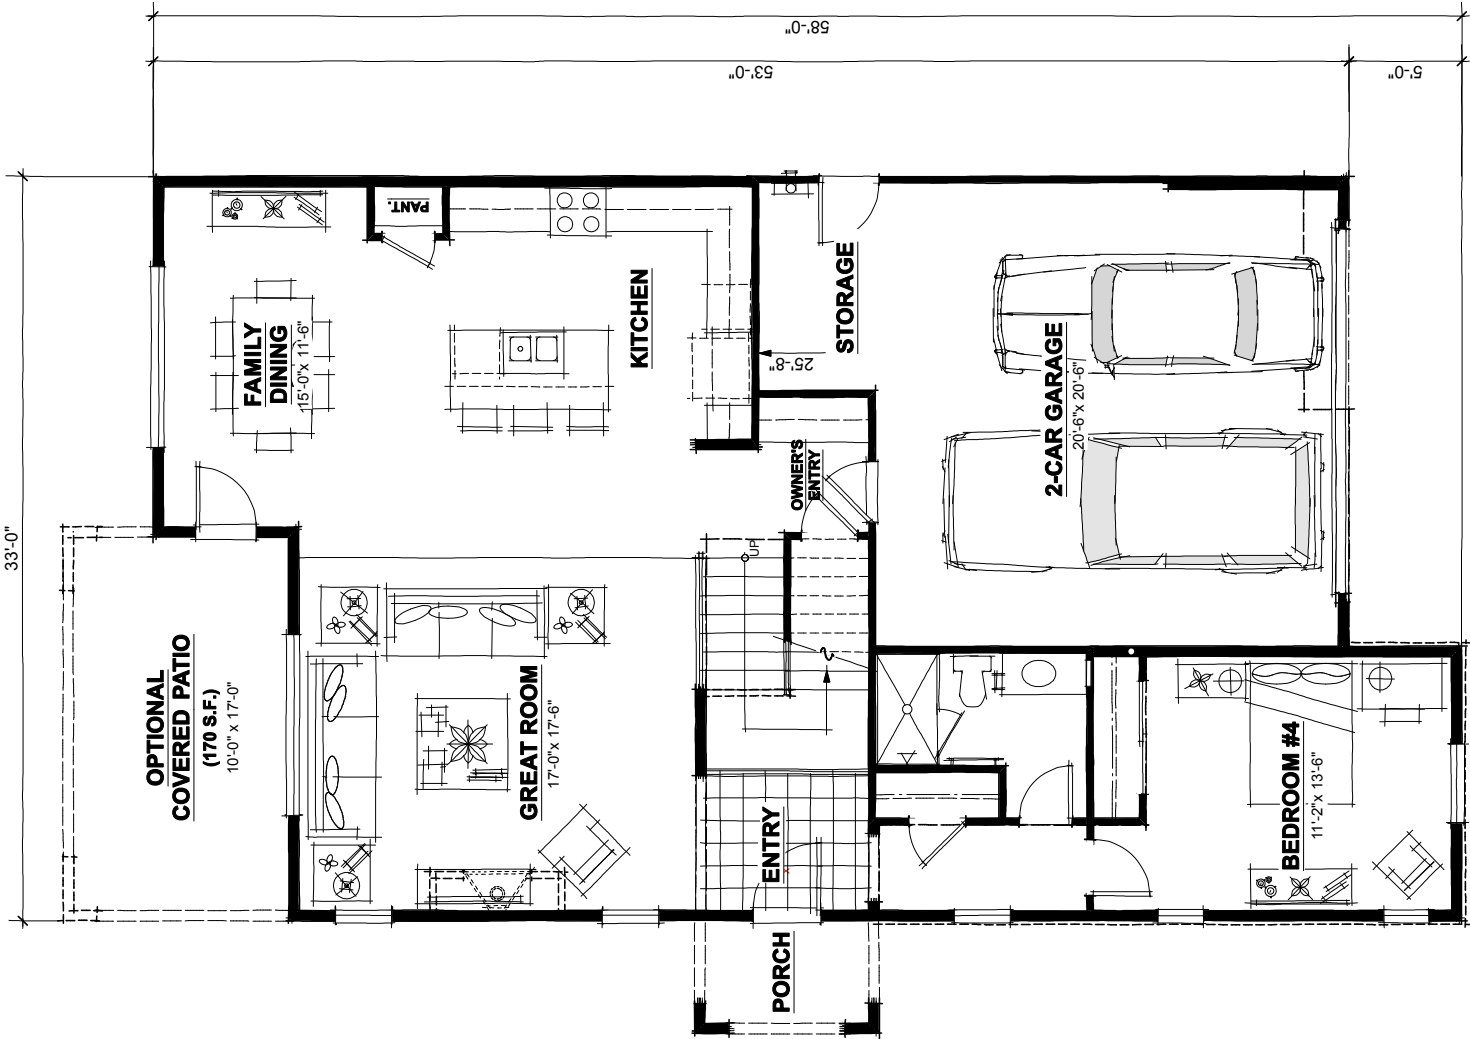 58'-0"
53'-0"
5'-0"
33'-0"
PANT.
FAMILY
DINING
15'-0"x 11'-6"
KITCHEN
STORAGE
25'-8"
2-CAR GARAGE
20'-6"x 20'-6"
OWNER'S
ENTRY
UP
OPTIONAL
COVERED PATIO
(170 S.F.)
10'-0" x 17'-0"
GREAT ROOM
17'-0"x 17'-6"
ENTRY
BEDROOM #4
11'-2"x 13'-6"
PORCH